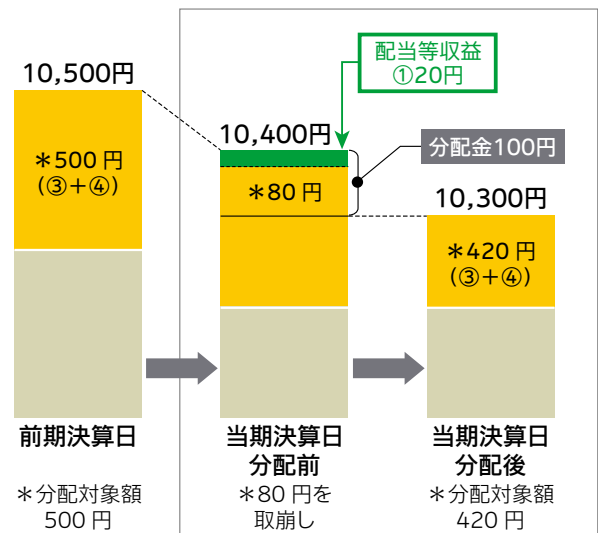 配当等収益
①20円
10,500円
10,400円
分配金100円
＊500 円
(③＋④)
＊80 円
10,300円
＊420 円
(③＋④)
前期決算日
当期決算日
分配前
当期決算日
分配後
＊分配対象額
500 円
＊80 円を
取崩し
＊分配対象額
420 円